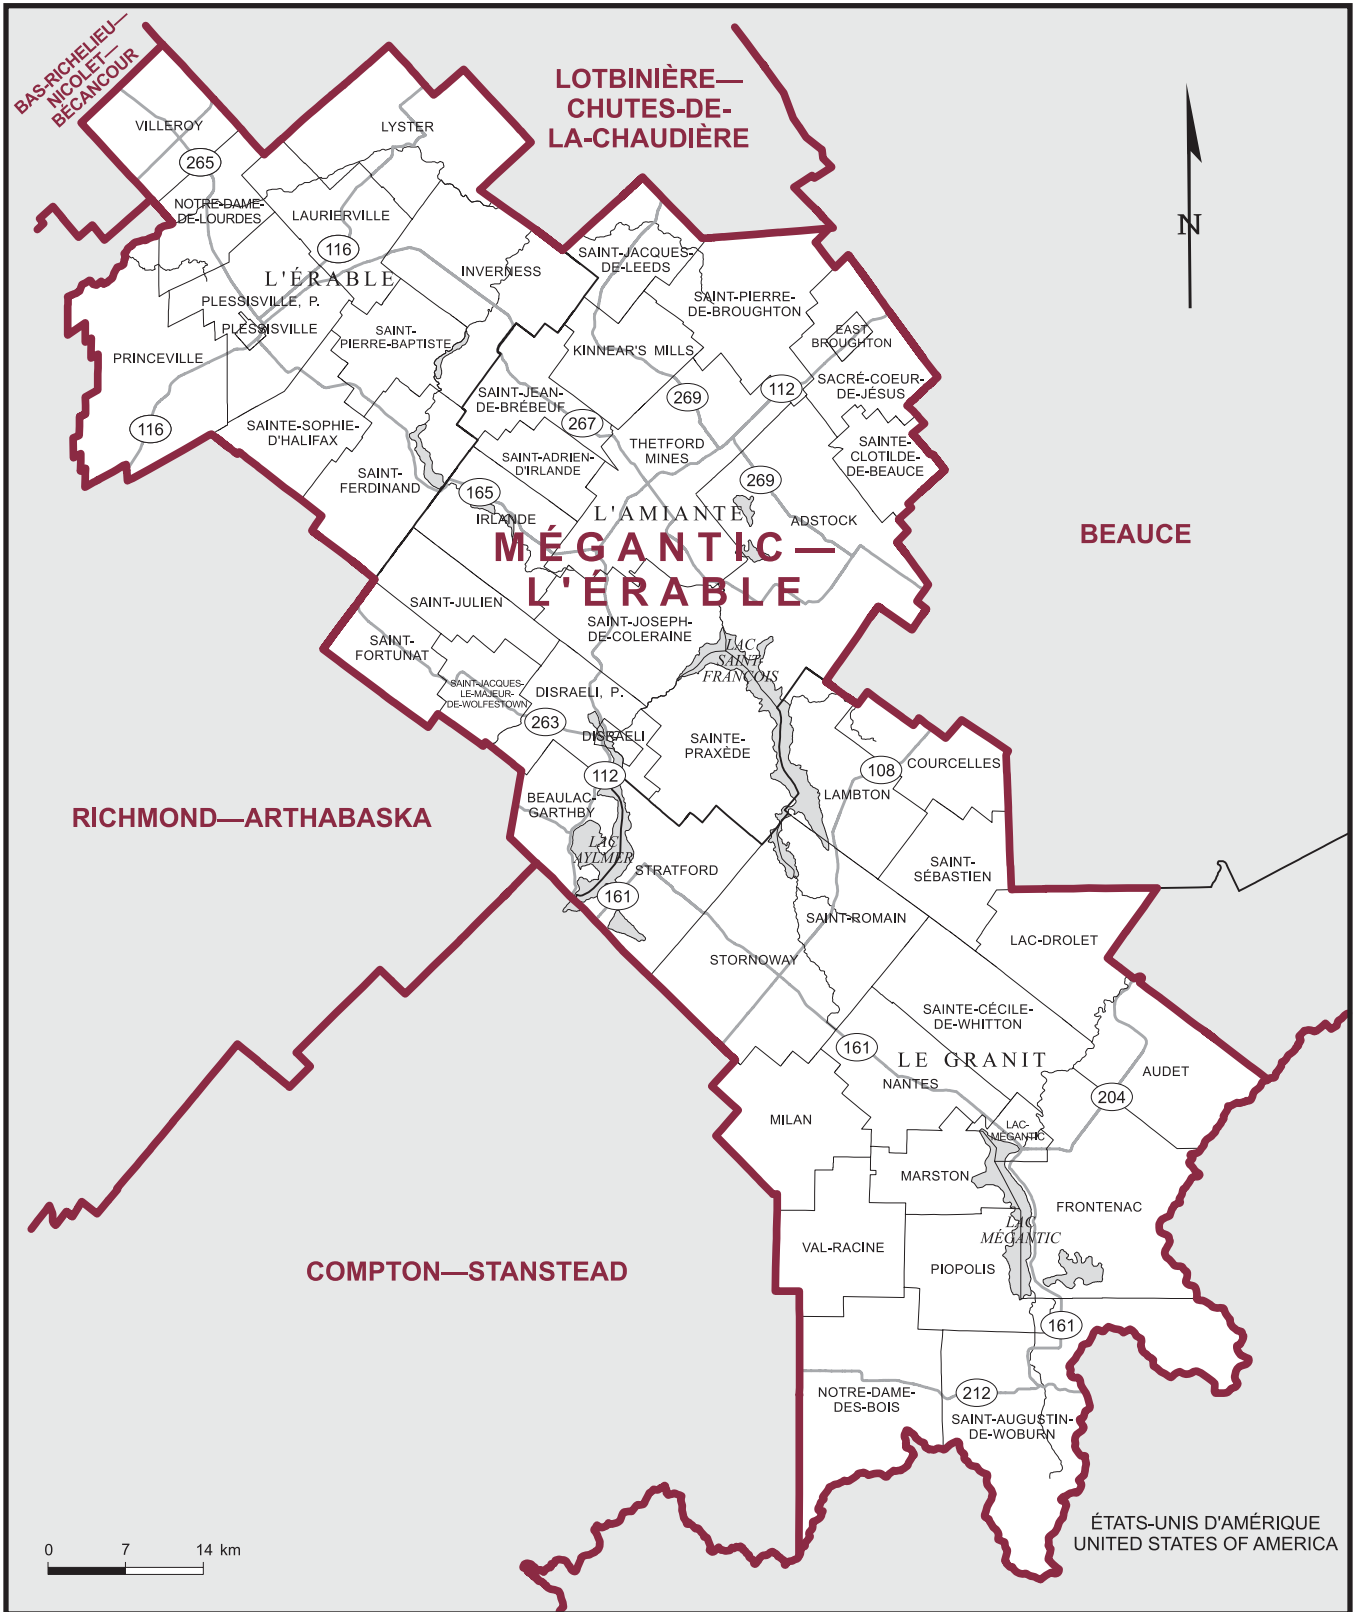 BAS-RICHELIEU—
NICOLET—
BÉCANCOUR
LOTBINIÈRE—
CHUTES-DE-
LA-CHAUDIÈRE
VILLEROY
LYSTER
265
NOTRE-DAME-
DE-LOURDES
LAURIERVILLE
116
N
L'ÉRABLE
INVERNESS
SAINT-JACQUES-
DE-LEEDS
PLESSISVILLE, P.
PLESSISVILLE
SAINT-
PIERRE-BAPTISTE
SAINT-PIERRE-
DE-BROUGHTON
EAST
BROUGHTON
PRINCEVILLE
KINNEAR'S MILLS
SAINT-JEAN-
DE-BRÉBEUF
269
112
SACRÉ-COEUR-
DE-JÉSUS
116
SAINTE-SOPHIE-
D'HALIFAX
267
THETFORD
MINES
SAINTE-
CLOTILDE-
DE-BEAUCE
SAINT-
FERDINAND
SAINT-ADRIEN-
D'IRLANDE
165
269
IRLANDE
L'AMIANTE
ADSTOCK
MÉGANTIC—
L'ÉRABLE
BEAUCE
SAINT-JULIEN
SAINT-JOSEPH-
DE-COLERAINE
SAINT-
FORTUNAT
LAC
SAINT-
FRANÇOIS
SAINT-JACQUES-
LE-MAJEUR-
DE-WOLFESTOWN
DISRAELI, P.
263
DISRAELI
SAINTE-
PRAXÈDE
112
108
COURCELLES
BEAULAC-
GARTHBY
LAMBTON
RICHMOND—ARTHABASKA
LAC
AYLMER
STRATFORD
SAINT-
SÉBASTIEN
161
SAINT-ROMAIN
LAC-DROLET
STORNOWAY
SAINTE-CÉCILE-
DE-WHITTON
161
LE GRANIT
NANTES
AUDET
204
MILAN
LAC-
MÉGANTIC
MARSTON
FRONTENAC
LAC
MÉGANTIC
VAL-RACINE
PIOPOLIS
COMPTON—STANSTEAD
161
NOTRE-DAME-
DES-BOIS
212
SAINT-AUGUSTIN-
DE-WOBURN
ÉTATS-UNIS D'AMÉRIQUE
UNITED STATES OF AMERICA
0 7 14 km